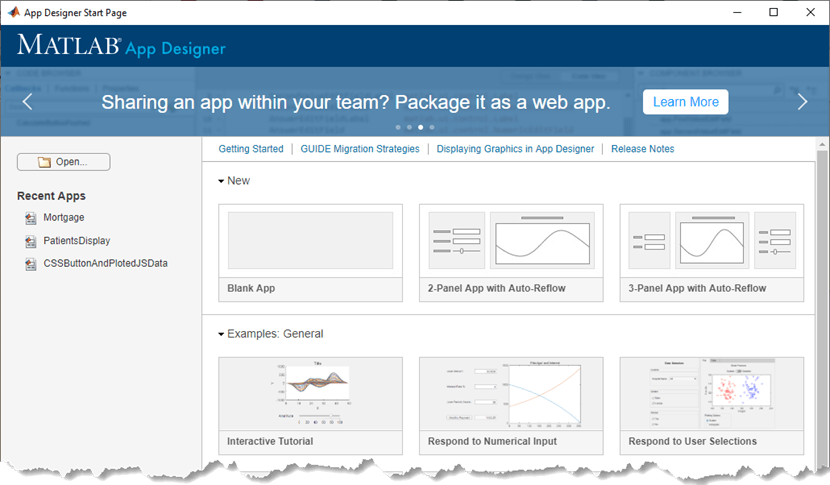 App Designer Start Page
MATLAB® App Designer
Sharing an app within your team? Package it as a web app.
Learn More
Open...
Getting Started | GUIDE Migration Strategies | Displaying Graphics in App Designer | Release Notes
Recent Apps
Mortgage
PatientsDisplay
CSSButtonAndPlotedJSData
New
Blank App
2-Panel App with Auto-Reflow
3-Panel App with Auto-Reflow
Examples: General
Interactive Tutorial
Respond to Numerical Input
Respond to User Selections